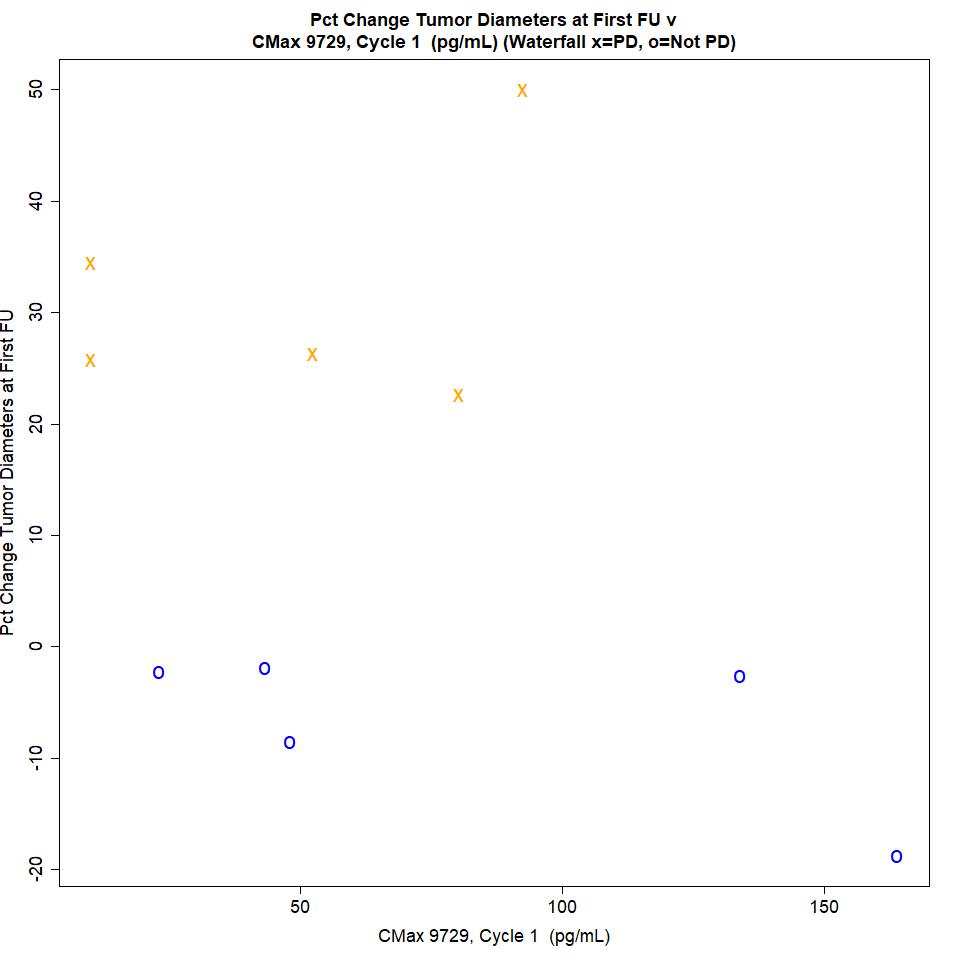 Pct Change Tumor Diameters at First FU v
CMax 9729, Cycle 1  (pg/mL) (Waterfall x=PD, o=Not PD)
Pct Change Tumor Diameters at First FU
50
40
30
20
10
0
-10
-20
X
X
X
X
X
O
O
O
O
O
50
100
150
CMax 9729, Cycle 1  (pg/mL)